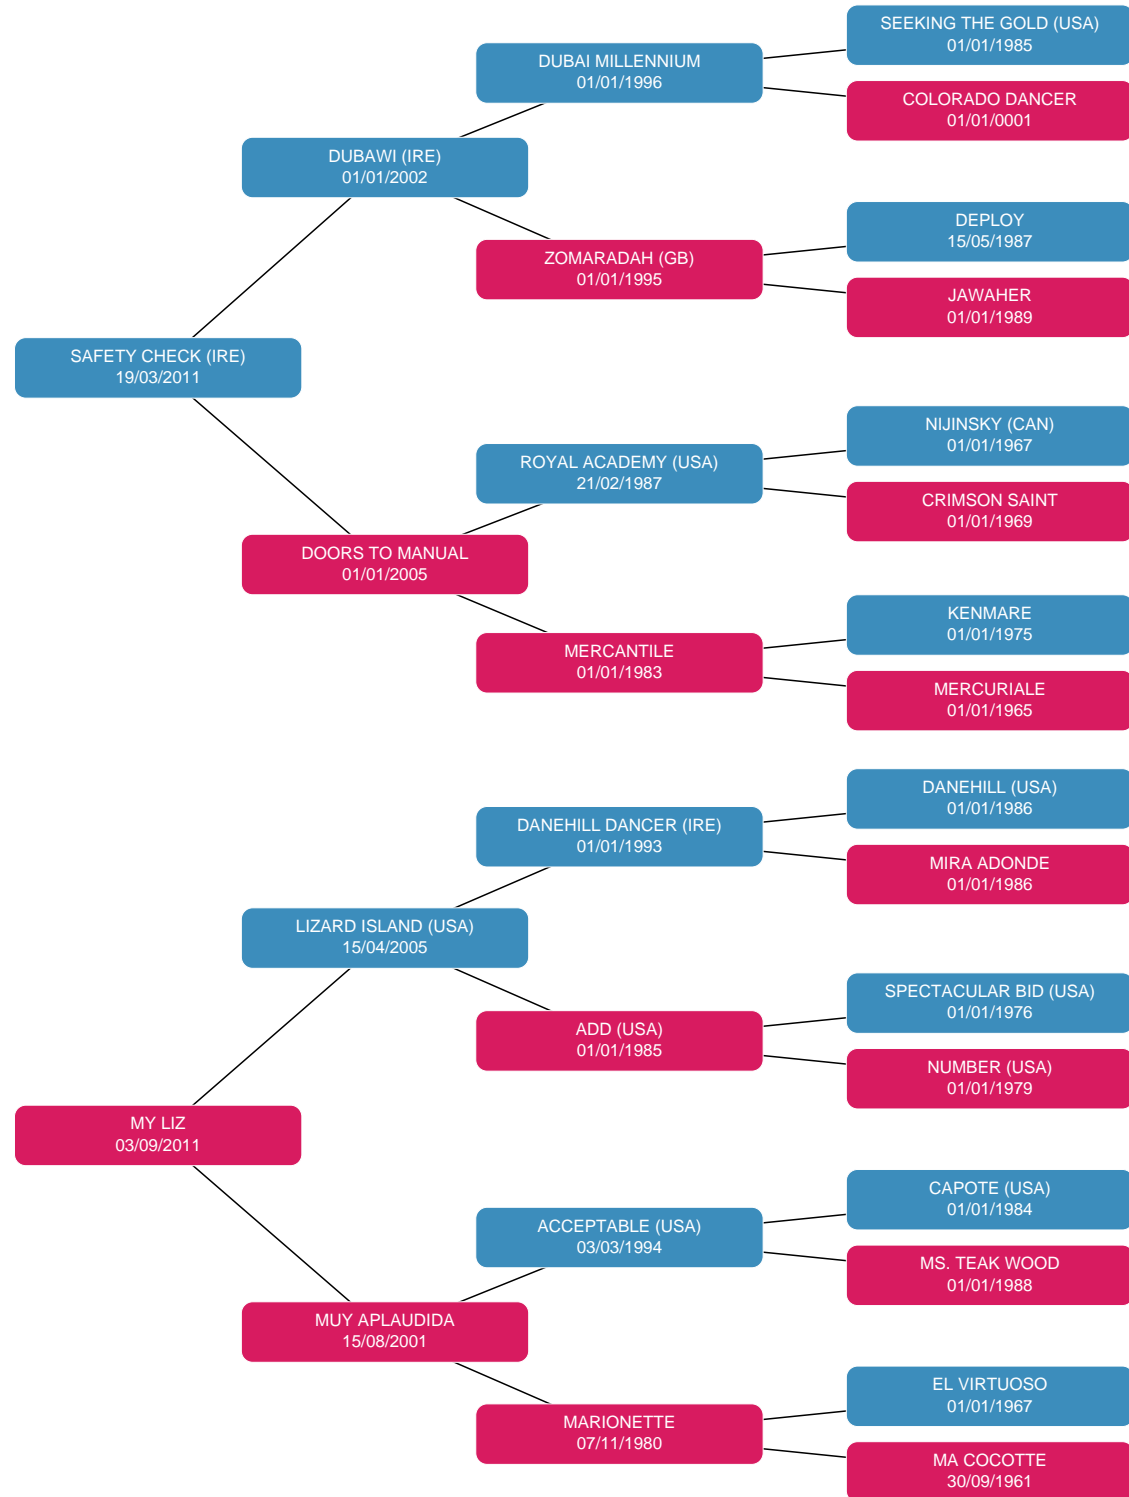 SEEKING THE GOLD (USA)
01/01/1985
DUBAI MILLENNIUM
01/01/1996
COLORADO DANCER
01/01/0001
DUBAWI (IRE)
01/01/2002
DEPLOY
15/05/1987
ZOMARADAH (GB)
01/01/1995
JAWAHER
01/01/1989
SAFETY CHECK (IRE)
19/03/2011
NIJINSKY (CAN)
01/01/1967
ROYAL ACADEMY (USA)
21/02/1987
CRIMSON SAINT
01/01/1969
DOORS TO MANUAL
01/01/2005
KENMARE
01/01/1975
MERCANTILE
01/01/1983
MERCURIALE
01/01/1965
DANEHILL (USA)
01/01/1986
DANEHILL DANCER (IRE)
01/01/1993
MIRA ADONDE
01/01/1986
LIZARD ISLAND (USA)
15/04/2005
SPECTACULAR BID (USA)
01/01/1976
ADD (USA)
01/01/1985
NUMBER (USA)
01/01/1979
MY LIZ
03/09/2011
CAPOTE (USA)
01/01/1984
ACCEPTABLE (USA)
03/03/1994
MS. TEAK WOOD
01/01/1988
MUY APLAUDIDA
15/08/2001
EL VIRTUOSO
01/01/1967
MARIONETTE
07/11/1980
MA COCOTTE
30/09/1961